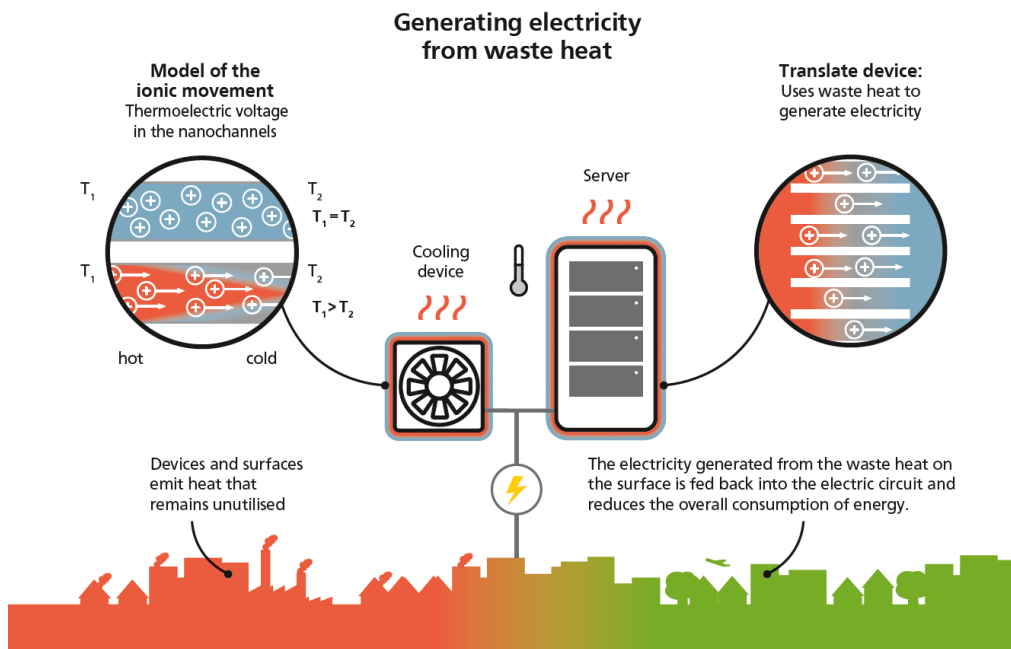 Generating electricity
from waste heat
Model of the
ionic movement
Thermoelectric voltage
in the nanochannels
T₁
T₂
T₁ = T₂
T₁
T₂
T₁ > T₂
hot
cold
Cooling
device
Server
Translate device:
Uses waste heat to
generate electricity
Devices and surfaces
emit heat that
remains unutilised
The electricity generated from the waste heat on
the surface is fed back into the electric circuit and
reduces the overall consumption of energy.